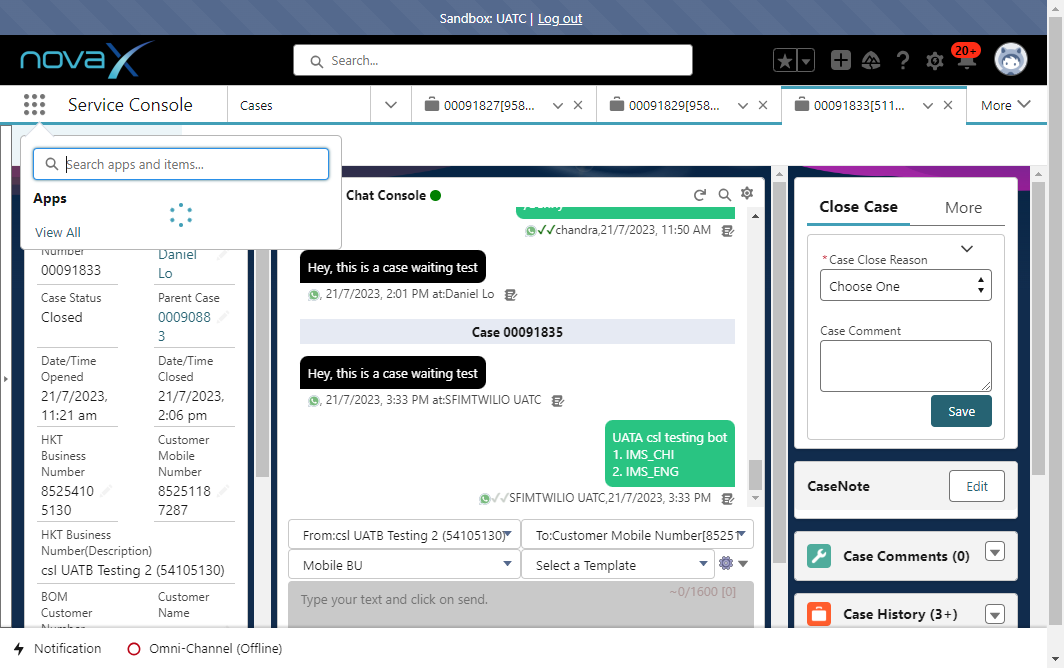 Sandbox: UATC | Log out
novaX
Search...
20+
Service Console
Cases
00091827[958...
00091829[958...
00091833[511...
More
Search apps and items...
Apps
View All
Chat Console
chandra,21/7/2023, 11:50 AM
Hey, this is a case waiting test
, 21/7/2023, 2:01 PM at:Daniel Lo
Case 00091835
Hey, this is a case waiting test
, 21/7/2023, 3:33 PM at:SFIMTWILIO UATC
UATA csl testing bot
1. IMS_CHI
2. IMS_ENG
SFIMTWILIO UATC,21/7/2023, 3:33 PM
From:csl UATB Testing 2 (54105130)
To:Customer Mobile Number[85251
Mobile BU
Select a Template
~0/1600 [0]
Type your text and click on send.
Number
00091833
Daniel
Lo
Case Status
Closed
Parent Case
0009088
3
Date/Time
Opened
21/7/2023,
11:21 am
Date/Time
Closed
21/7/2023,
2:06 pm
HKT
Business
Number
8525410
5130
Customer
Mobile
Number
8525118
7287
HKT Business
Number(Description)
csl UATB Testing 2 (54105130)
BOM
Customer
Number
Customer
Name
Close Case
More
*Case Close Reason
Choose One
Case Comment
Save
CaseNote
Edit
Case Comments (0)
Case History (3+)
Notification
Omni-Channel (Offline)